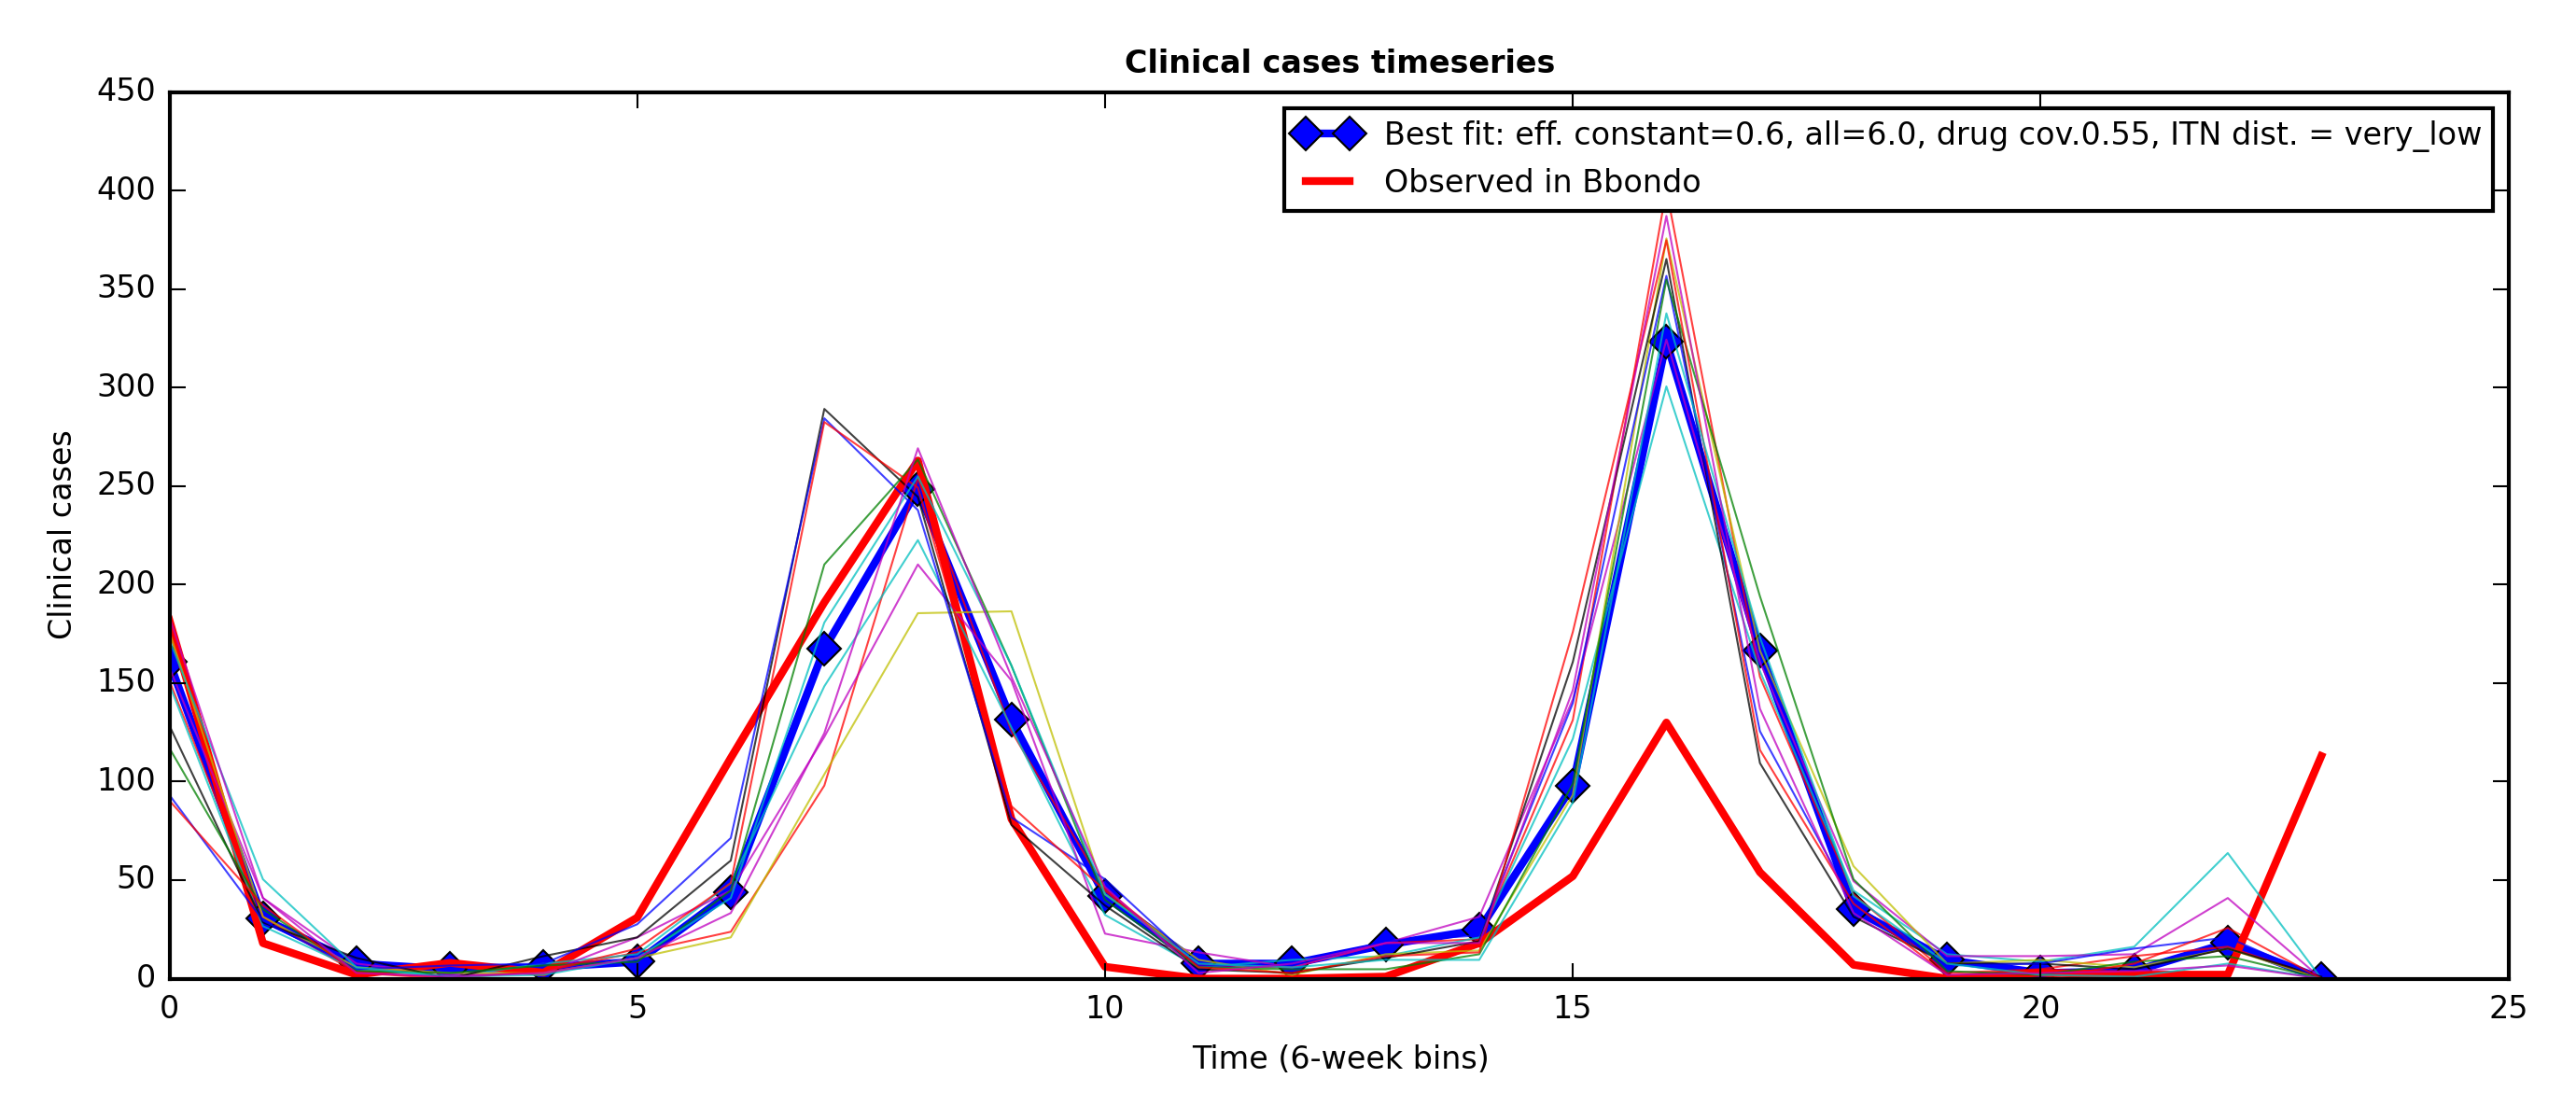 Clinical cases timeseries
Best fit: eff. constant=0.6, all=6.0, drug cov.0.55, ITN dist. = very_low
Observed in Bbondo
450
400
350
300
250
200
150
100
50
0
Clinical cases
0 5 10 15 20 25
Time (6-week bins)